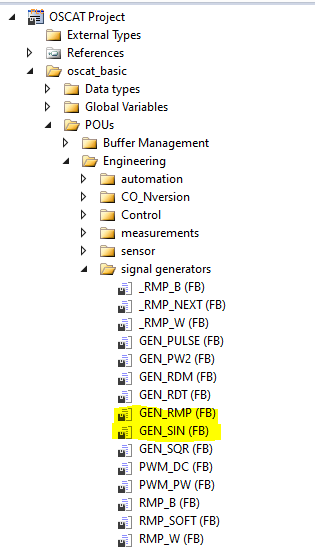 OSCAT Project
External Types
References
oscat_basic
Data types
Global Variables
POUs
Buffer Management
Engineering
automation
CO_Nversion
Control
measurements
sensor
signal generators
_RMP_B (FB)
_RMP_NEXT (FB)
_RMP_W (FB)
GEN_PULSE (FB)
GEN_PW2 (FB)
GEN_RDM (FB)
GEN_RDT (FB)
GEN_RMP (FB)
GEN_SIN (FB)
GEN_SQR (FB)
PWM_DC (FB)
PWM_PW (FB)
RMP_B (FB)
RMP_SOFT (FB)
RMP_W (FB)